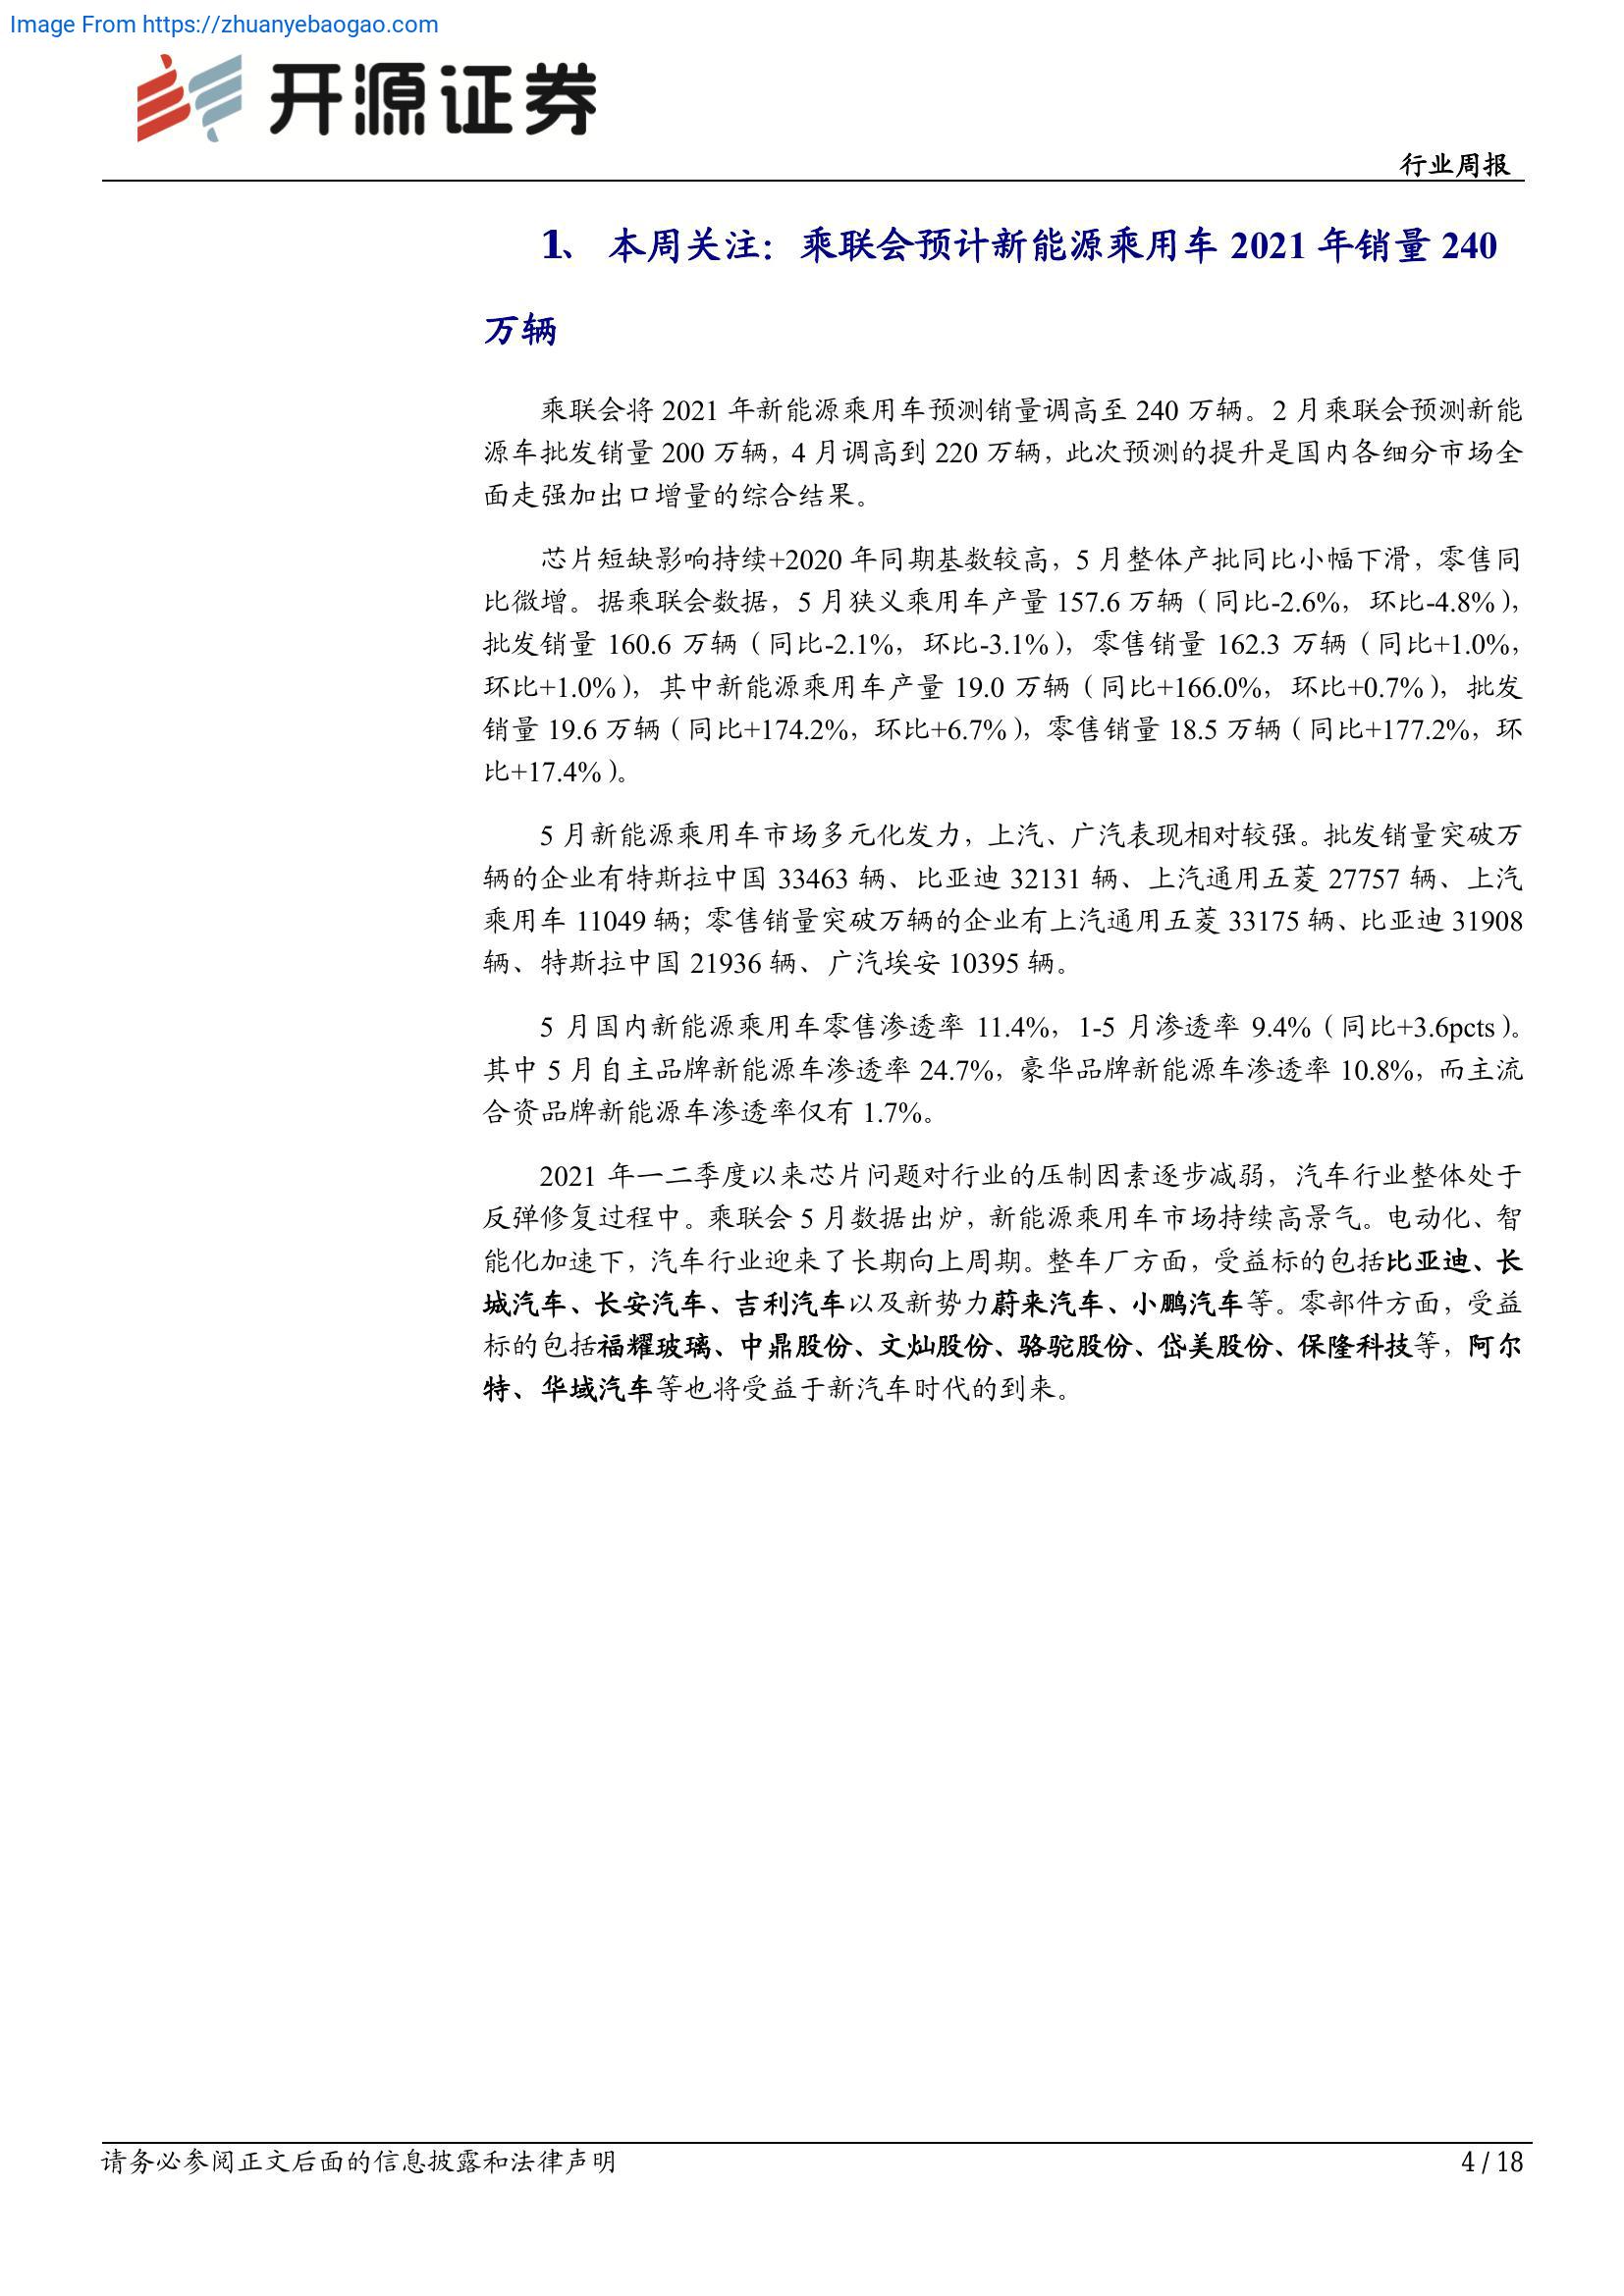 Image From https://zhuanyebaogao.com
开源证券
行业周报
1、 本周关注：乘联会预计新能源乘用车 2021 年销量 240
万辆
乘联会将 2021 年新能源乘用车预测销量调高至 240 万辆。2 月乘联会预测新能
源车批发销量 200 万辆，4 月调高到 220 万辆，此次预测的提升是国内各细分市场全
面走强加出口增量的综合结果。
芯片短缺影响持续+2020 年同期基数较高，5 月整体产批同比小幅下滑，零售同
比微增。据乘联会数据，5 月狭义乘用车产量 157.6 万辆（同比-2.6%，环比-4.8%），
批发销量 160.6 万辆（同比-2.1%，环比-3.1%），零售销量 162.3 万辆（同比+1.0%，
环比+1.0%），其中新能源乘用车产量 19.0 万辆（同比+166.0%，环比+0.7%），批发
销量 19.6 万辆（同比+174.2%，环比+6.7%），零售销量 18.5 万辆（同比+177.2%，环
比+17.4%）。
5 月新能源乘用车市场多元化发力，上汽、广汽表现相对较强。批发销量突破万
辆的企业有特斯拉中国 33463 辆、比亚迪 32131 辆、上汽通用五菱 27757 辆、上汽
乘用车 11049 辆；零售销量突破万辆的企业有上汽通用五菱 33175 辆、比亚迪 31908
辆、特斯拉中国 21936 辆、广汽埃安 10395 辆。
5 月国内新能源乘用车零售渗透率 11.4%，1-5 月渗透率 9.4%（同比+3.6pcts）。
其中 5 月自主品牌新能源车渗透率 24.7%，豪华品牌新能源车渗透率 10.8%，而主流
合资品牌新能源车渗透率仅有 1.7%。
2021 年一二季度以来芯片问题对行业的压制因素逐步减弱，汽车行业整体处于
反弹修复过程中。乘联会 5 月数据出炉，新能源乘用车市场持续高景气。电动化、智
能化加速下，汽车行业迎来了长期向上周期。整车厂方面，受益标的包括比亚迪、长
城汽车、长安汽车、吉利汽车以及新势力蔚来汽车、小鹏汽车等。零部件方面，受益
标的包括福耀玻璃、中鼎股份、文灿股份、骆驼股份、岱美股份、保隆科技等，阿尔
特、华域汽车等也将受益于新汽车时代的到来。
请务必参阅正文后面的信息披露和法律声明
4 / 18